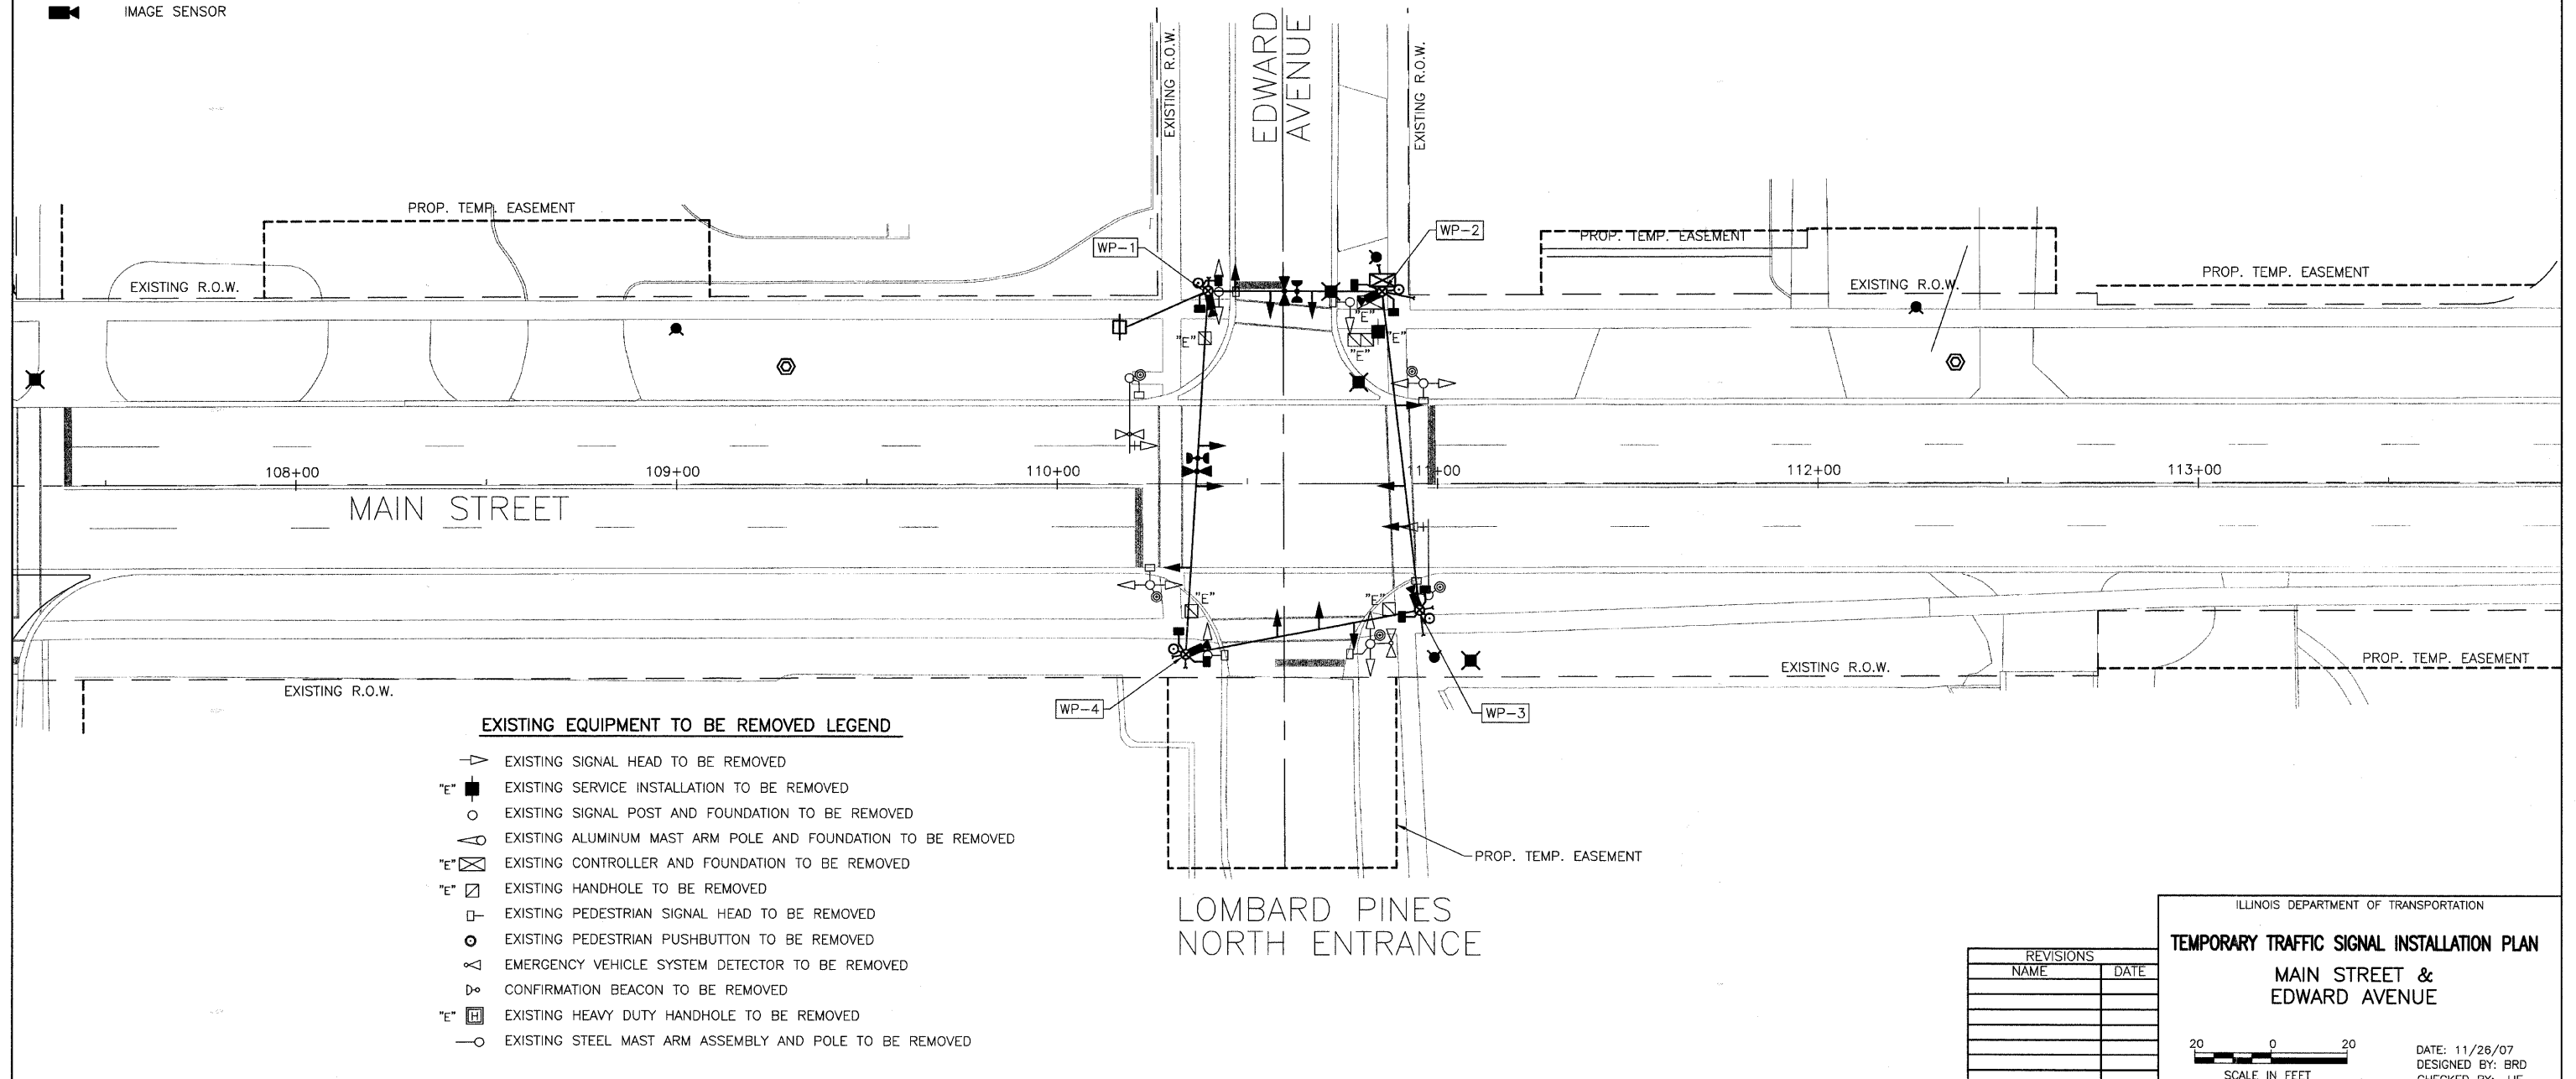 IMAGE SENSOR
EDWARD
AVENUE
EXISTING R.O.W.
EXISTING R.O.W.
PROP. TEMP. EASEMENT
WP-1
WP-2
PROP. TEMP. EASEMENT
PROP. TEMP. EASEMENT
EXISTING R.O.W.
EXISTING R.O.W.
"E"
"E"
"E"
"E"
108+00
109+00
110+00
111+00
112+00
113+00
MAIN STREET
"E"
"E"
EXISTING R.O.W.
PROP. TEMP. EASEMENT
EXISTING R.O.W.
WP-4
WP-3
EXISTING EQUIPMENT TO BE REMOVED LEGEND
EXISTING SIGNAL HEAD TO BE REMOVED
"E" EXISTING SERVICE INSTALLATION TO BE REMOVED
EXISTING SIGNAL POST AND FOUNDATION TO BE REMOVED
EXISTING ALUMINUM MAST ARM POLE AND FOUNDATION TO BE REMOVED
"E" EXISTING CONTROLLER AND FOUNDATION TO BE REMOVED
"E" EXISTING HANDHOLE TO BE REMOVED
EXISTING PEDESTRIAN SIGNAL HEAD TO BE REMOVED
EXISTING PEDESTRIAN PUSHBUTTON TO BE REMOVED
EMERGENCY VEHICLE SYSTEM DETECTOR TO BE REMOVED
CONFIRMATION BEACON TO BE REMOVED
"E" H EXISTING HEAVY DUTY HANDHOLE TO BE REMOVED
EXISTING STEEL MAST ARM ASSEMBLY AND POLE TO BE REMOVED
PROP. TEMP. EASEMENT
LOMBARD PINES
NORTH ENTRANCE
REVISIONS
NAME DATE
ILLINOIS DEPARTMENT OF TRANSPORTATION
TEMPORARY TRAFFIC SIGNAL INSTALLATION PLAN
MAIN STREET &
EDWARD AVENUE
20 0 20
SCALE IN FEET
DATE: 11/26/07
DESIGNED BY: BRD
CHECKED BY: